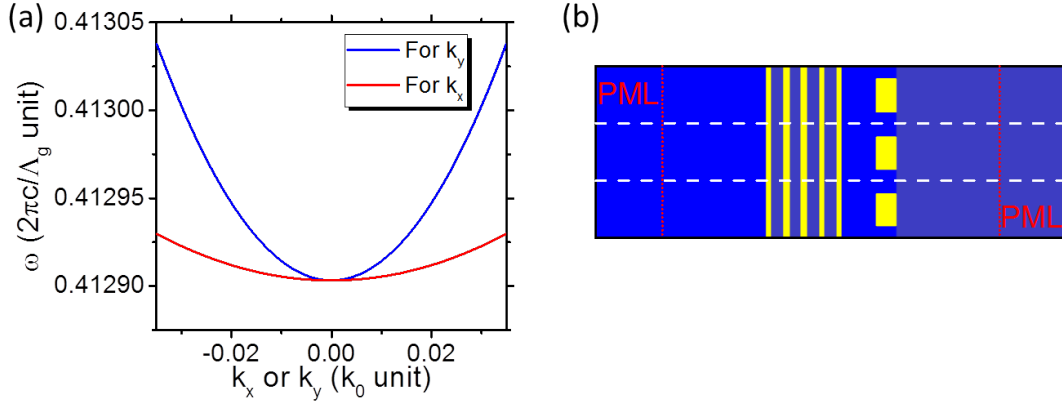 (a)
0.41305
0.41300
0.41295
0.41290
ω (2πc/Λg unit)
For ky
For kx
-0.02 0.00 0.02
kx or ky (k0 unit)
(b)
PML
PML